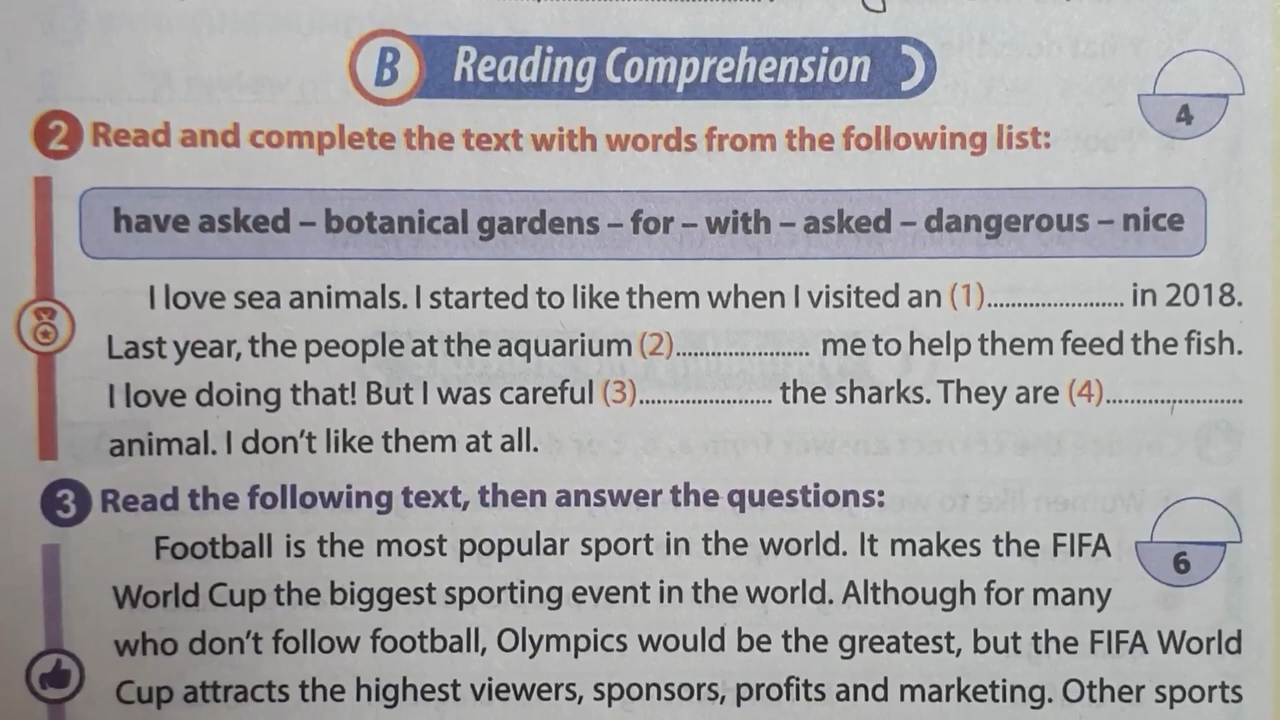 B Reading Comprehension
4
2 Read and complete the text with words from the following list:
have asked – botanical gardens – for – with – asked – dangerous – nice
I love sea animals. I started to like them when I visited an (1)...................... in 2018.
Last year, the people at the aquarium (2)...................... me to help them feed the fish.
I love doing that! But I was careful (3)...................... the sharks. They are (4)......................
animal. I don't like them at all.
3 Read the following text, then answer the questions:
6
Football is the most popular sport in the world. It makes the FIFA
World Cup the biggest sporting event in the world. Although for many
who don't follow football, Olympics would be the greatest, but the FIFA World
Cup attracts the highest viewers, sponsors, profits and marketing. Other sports